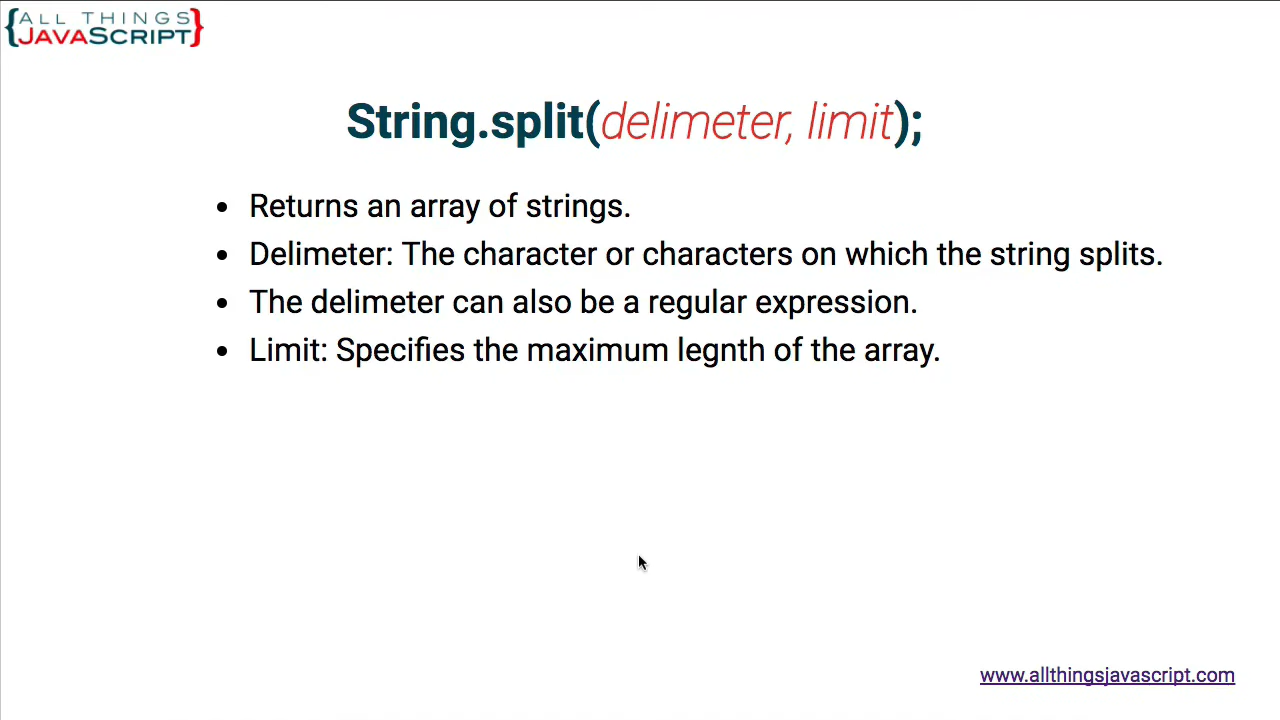 {ALL THINGS
JAVASCRIPT}
String.split(delimeter, limit);
• Returns an array of strings.
• Delimeter: The character or characters on which the string splits.
• The delimeter can also be a regular expression.
• Limit: Specifies the maximum legnth of the array.
www.allthingsjavascript.com